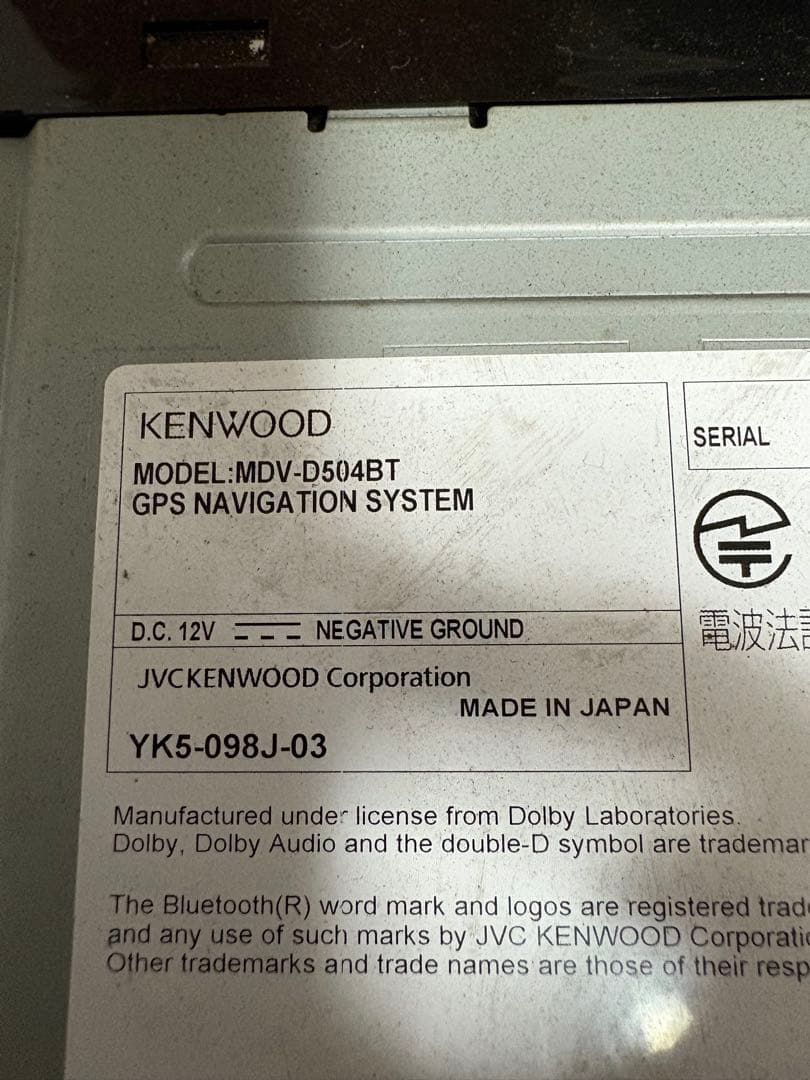 KENWOOD
MODEL:MDV-D504BT
GPS NAVIGATION SYSTEM
SERIAL
D.C. 12V NEGATIVE GROUND
電波法
JVCKENWOOD Corporation
MADE IN JAPAN
YK5-098J-03
Manufactured under license from Dolby Laboratories.
Dolby, Dolby Audio and the double-D symbol are trademar
The Bluetooth(R) word mark and logos are registered trad
and any use of such marks by JVC KENWOOD Corporati
Other trademarks and trade names are those of their resp